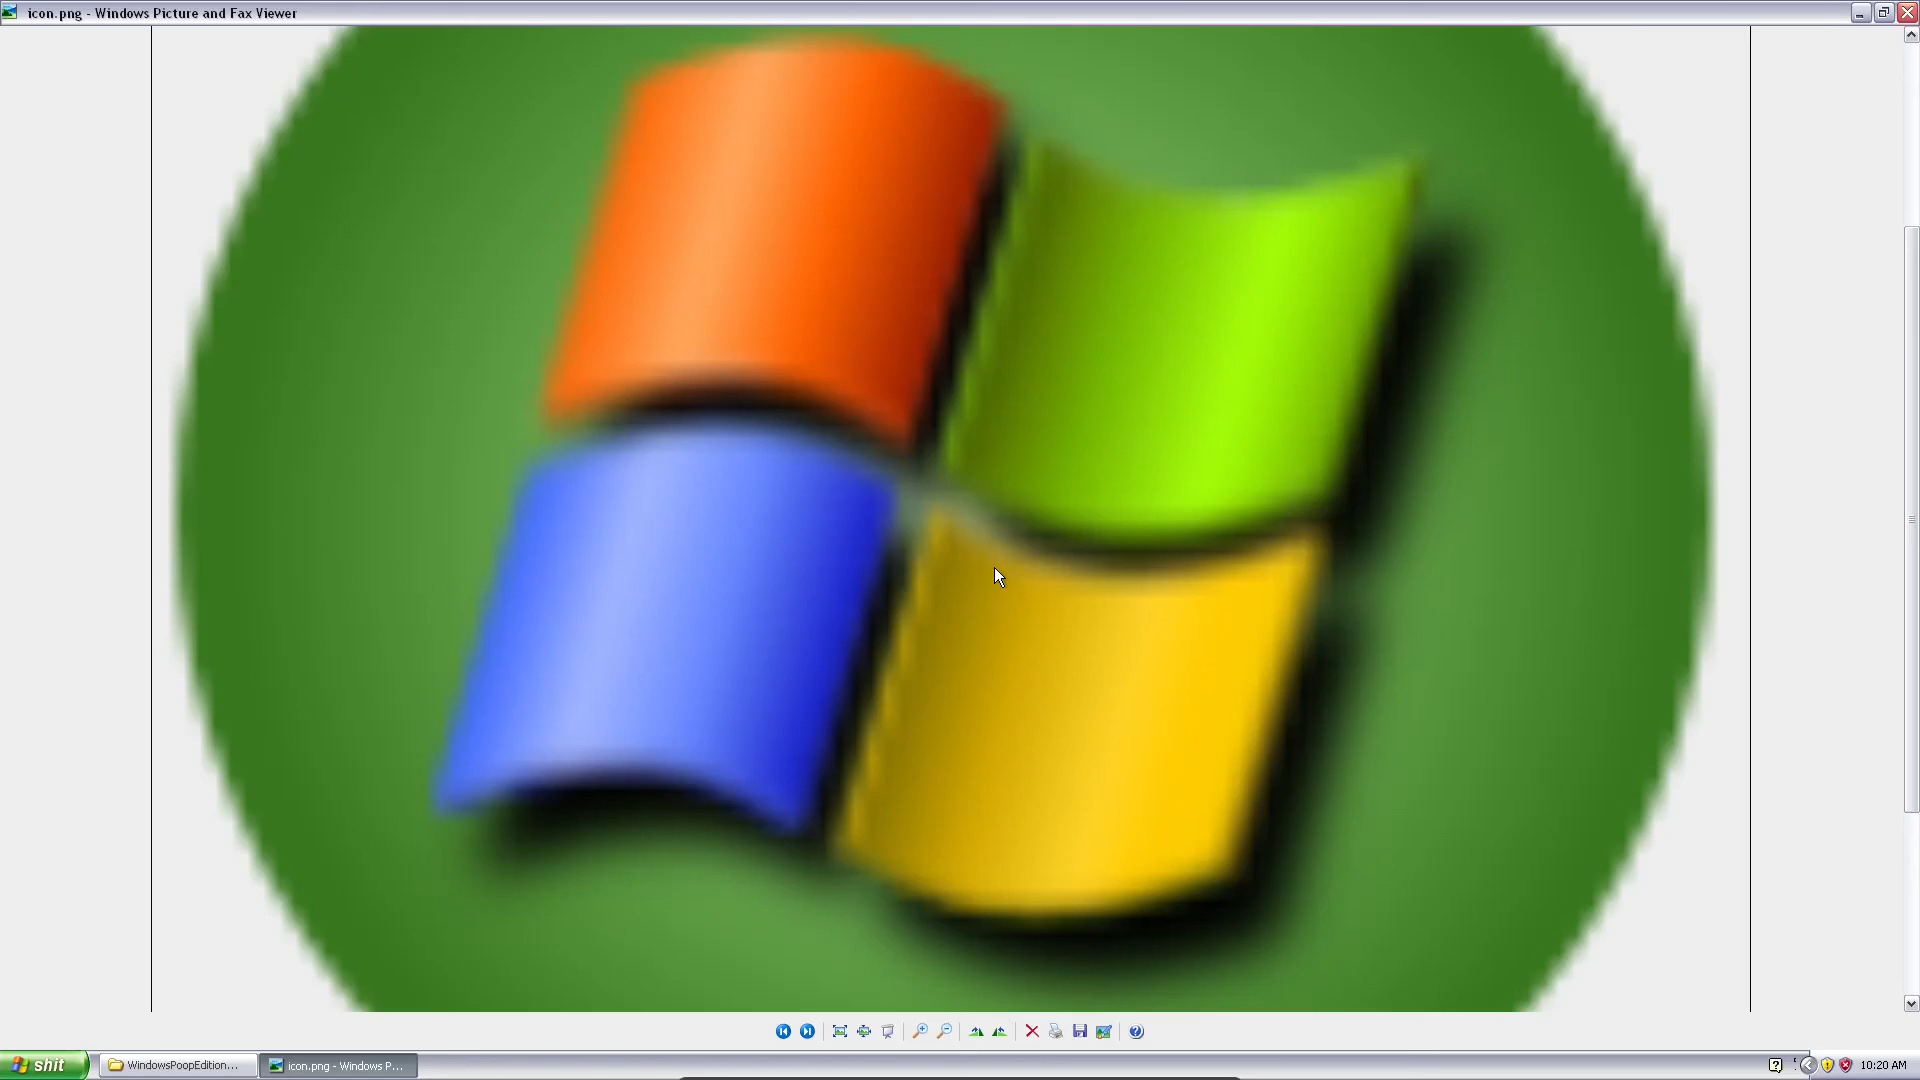 icon.png - Windows Picture and Fax Viewer
shit
WindowsPoopEdition...
icon.png - Windows P...
10:20 AM